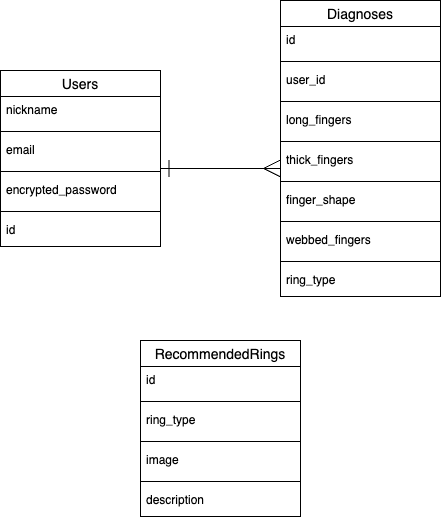 Users
nickname
email
encrypted_password
id
Diagnoses
id
user_id
long_fingers
thick_fingers
finger_shape
webbed_fingers
ring_type
RecommendedRings
id
ring_type
image
description